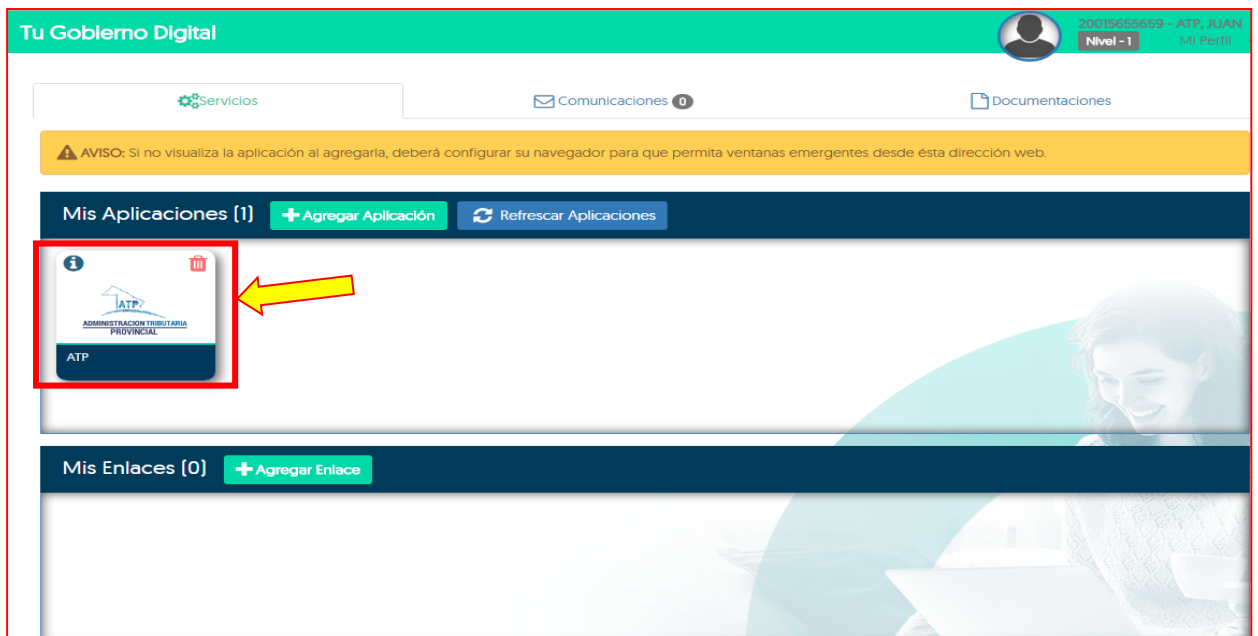 Tu Gobierno Digital
20015655659 - ATP, JUAN
Nivel - 1 Mi Perfil
Servicios
Comunicaciones 0
Documentaciones
AVISO: Si no visualiza la aplicación al agregarla, deberá configurar su navegador para que permita ventanas emergentes desde ésta dirección web.
Mis Aplicaciones (1) Agregar Aplicación Refrescar Aplicaciones
ATP
ADMINISTRACION TRIBUTARIA
PROVINCIAL
ATP
Mis Enlaces (0) Agregar Enlace